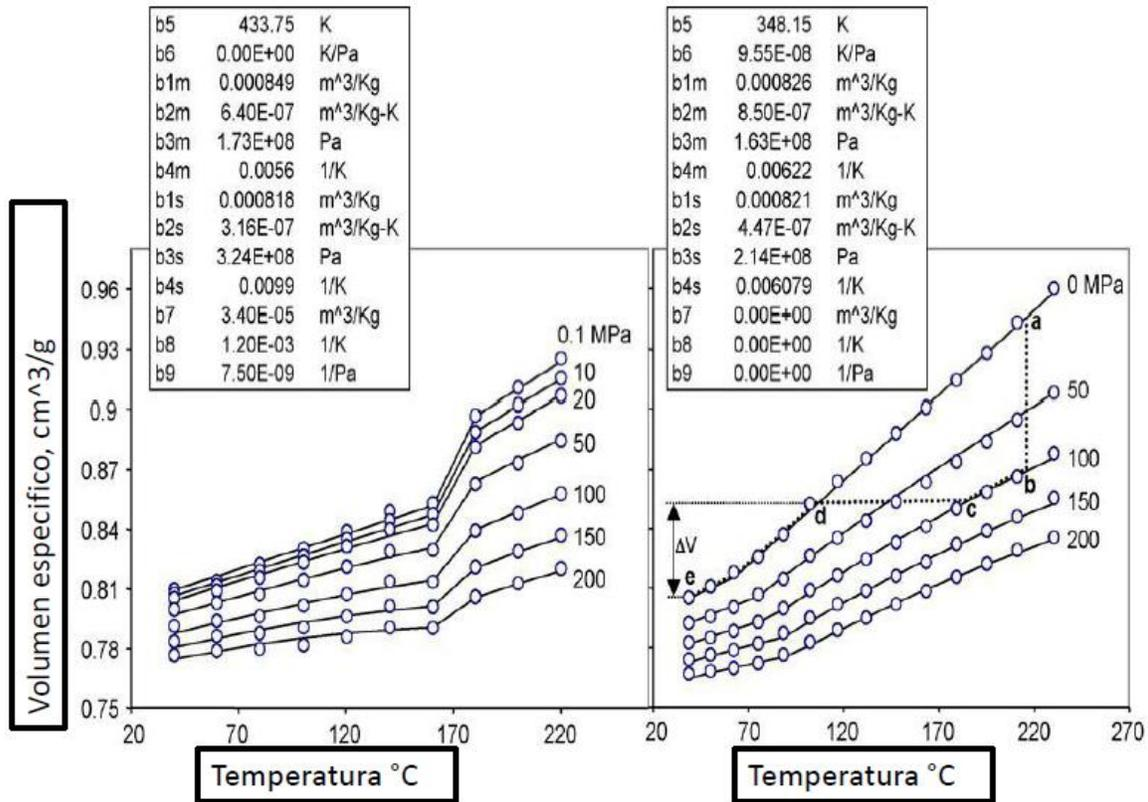 b5 433.75 K
b6 0.00E+00 K/Pa
b1m 0.000849 m^3/Kg
b2m 6.40E-07 m^3/Kg-K
b3m 1.73E+08 Pa
b4m 0.0056 1/K
b1s 0.000818 m^3/Kg
b2s 3.16E-07 m^3/Kg-K
b3s 3.24E+08 Pa
b4s 0.0099 1/K
b7 3.40E-05 m^3/Kg
b8 1.20E-03 1/K
b9 7.50E-09 1/Pa
b5 348.15 K
b6 9.55E-08 K/Pa
b1m 0.000826 m^3/Kg
b2m 8.50E-07 m^3/Kg-K
b3m 1.63E+08 Pa
b4m 0.00622 1/K
b1s 0.000821 m^3/Kg
b2s 4.47E-07 m^3/Kg-K
b3s 2.14E+08 Pa
b4s 0.006079 1/K
b7 0.00E+00 m^3/Kg
b8 0.00E+00 1/K
b9 0.00E+00 1/Pa
Volumen especifico, cm^3/g
0.96
0.93
0.9
0.87
0.84
0.81
0.78
0.75
0.1 MPa
10
20
50
100
150
200
20 70 120 170 220
Temperatura °C
0 MPa
a
50
100
b
c
150
d
200
ΔV
e
20 70 120 170 220 270
Temperatura °C